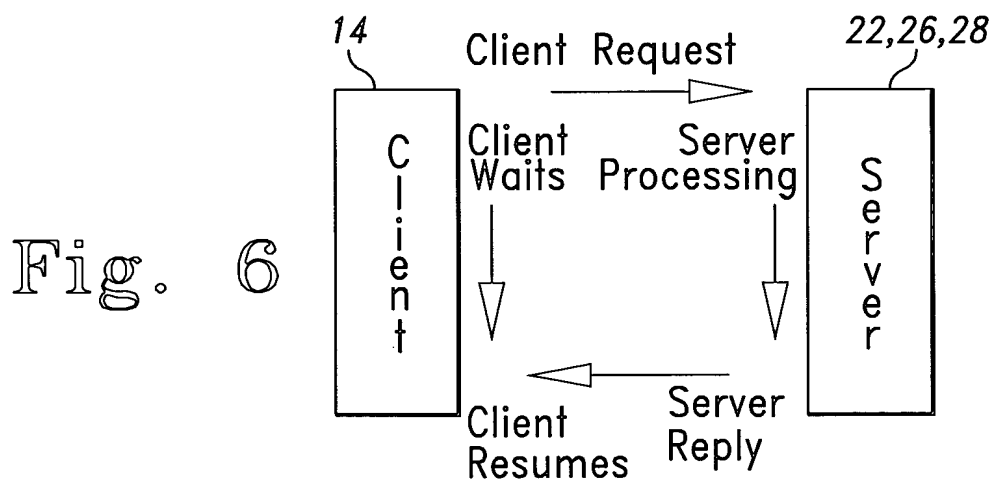 14
22,26,28
Client Request
Client
Waits
Server
Processing
Client
Server
Fig. 6
Server
Reply
Client
Resumes